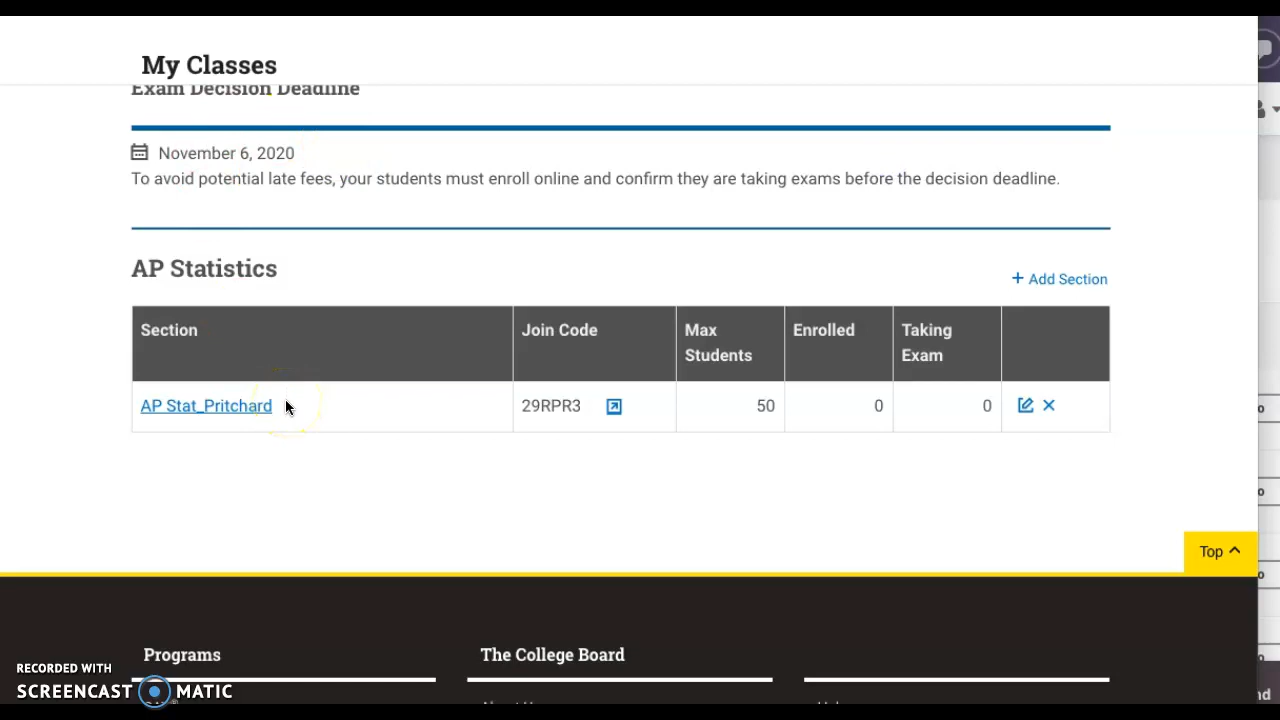 My Classes
Exam Decision Deadline
November 6, 2020
To avoid potential late fees, your students must enroll online and confirm they are taking exams before the decision deadline.
AP Statistics
+ Add Section
Section Join Code Max Students Enrolled Taking Exam
AP Stat_Pritchard 29RPR3 50 0 0
Top
Programs The College Board
RECORDED WITH
SCREENCAST MATIC